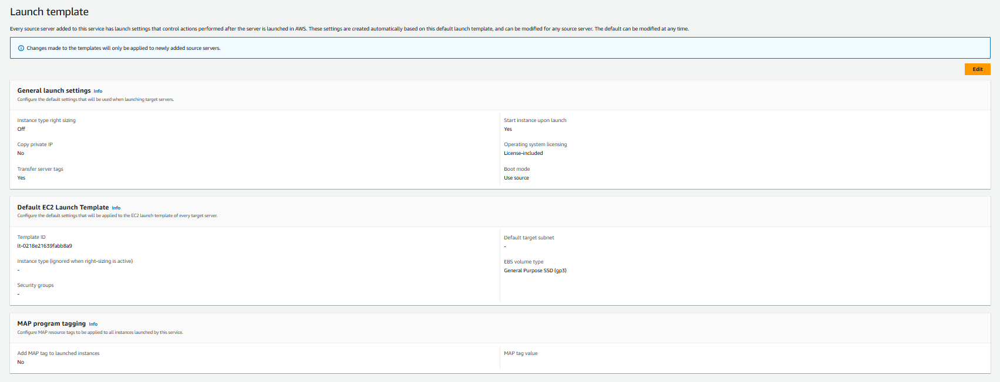 Launch template
Every source server added to this service has launch settings that control actions performed after the server is launched in AWS. These settings are created automatically based on this default launch template, and can be modified for any source server. The default can be modified at any time.
Changes made to the templates will only be applied to newly added source servers.
Edit
General launch settings Info
Configure the default settings that will be used when launching target servers.
Instance type right sizing
Off
Copy private IP
No
Transfer server tags
Yes
Start instance upon launch
Yes
Operating system licensing
License-included
Boot mode
Use source
Default EC2 Launch Template Info
Configure the default settings that will be applied to the EC2 launch template of every target server.
Template ID
lt-0218e21639fabb8a9
Instance type (ignored when right-sizing is active)
-
Security groups
-
Default target subnet
-
EBS volume type
General Purpose SSD (gp3)
MAP program tagging Info
Configure MAP resource tags to be applied to all instances launched by this service.
Add MAP tag to launched instances
No
MAP tag value